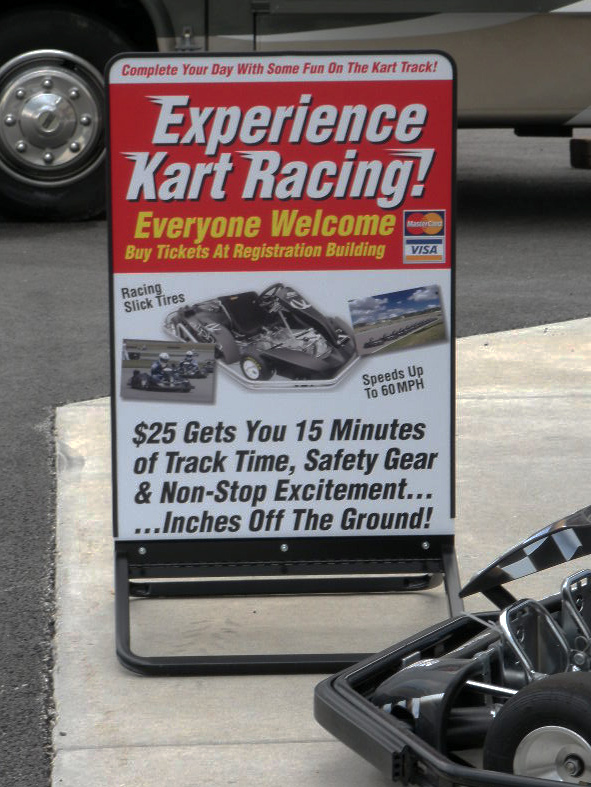 Complete Your Day With Some Fun On The Kart Track!
Experience
Kart Racing!
Everyone Welcome
Buy Tickets At Registration Building
MasterCard
VISA
Racing
Slick Tires
Speeds Up
To 60 MPH
$25 Gets You 15 Minutes
of Track Time, Safety Gear
& Non-Stop Excitement...
...Inches Off The Ground!